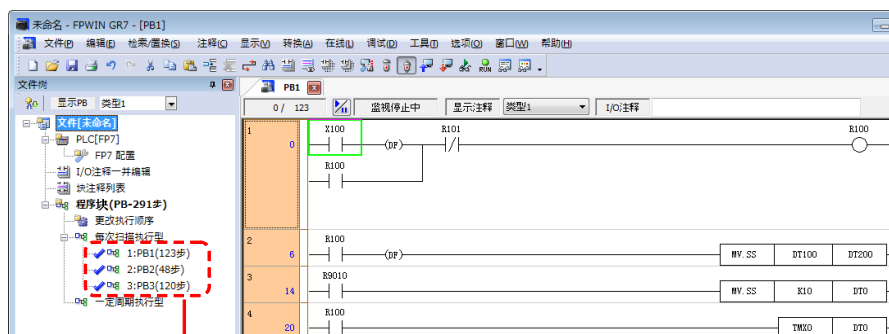 未命名 - FPWIN GR7 - [PB1]
文件(F) 编辑(E) 检索/置换(S) 注释(C) 显示(V) 转换(A) 在线(L) 调试(D) 工具(T) 选项(O) 窗口(W) 帮助(H)
文件树
PB1
显示PB 类型1
0 / 123 监视停止中 显示注释 类型1 I/O注释
文件[未命名]
PLC[FP7]
FP7 配置
I/O注释一并编辑
块注释列表
程序块(PB-291步)
更改执行顺序
每次扫描执行型
1:PB1(123步)
2:PB2(48步)
3:PB3(120步)
一定周期执行型
1 X100 R101 R100
0 (DF)
R100
2 R100
6 (DF) MV.SS DT100 DT200
3 R9010
14 MV.SS K10 DT0
4 R100
20 TMX0 DT0